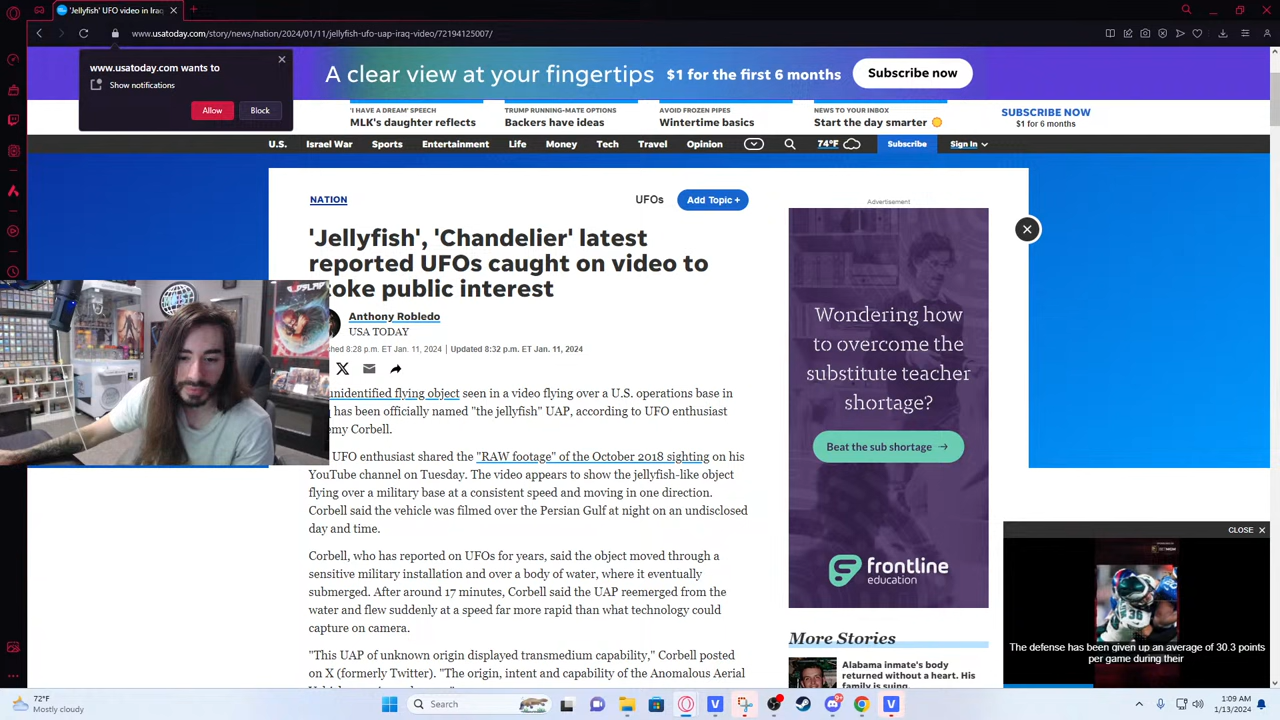 'Jellyfish' UFO video in Iraq
www.usatoday.com/story/news/nation/2024/01/11/jellyfish-ufo-uap-iraq-video/72194125007/
www.usatoday.com wants to
Show notifications
Allow
Block
A clear view at your fingertips
$1 for the first 6 months
Subscribe now
'I HAVE A DREAM' SPEECH
MLK's daughter reflects
TRUMP RUNNING-MATE OPTIONS
Backers have ideas
AVOID FROZEN PIPES
Wintertime basics
NEWS TO YOUR INBOX
Start the day smarter
SUBSCRIBE NOW
$1 for 6 months
U.S.
Israel War
Sports
Entertainment
Life
Money
Tech
Travel
Opinion
74°F
Subscribe
Sign In
NATION
UFOs
Add Topic +
'Jellyfish', 'Chandelier' latest
reported UFOs caught on video to
oke public interest
Anthony Robledo
USA TODAY
hed 8:28 p.m. ET Jan. 11, 2024 | Updated 8:32 p.m. ET Jan. 11, 2024
unidentified flying object seen in a video flying over a U.S. operations base in
has been officially named "the jellyfish" UAP, according to UFO enthusiast
emy Corbell.
UFO enthusiast shared the "RAW footage" of the October 2018 sighting on his
YouTube channel on Tuesday. The video appears to show the jellyfish-like object
flying over a military base at a consistent speed and moving in one direction.
Corbell said the vehicle was filmed over the Persian Gulf at night on an undisclosed
day and time.
Corbell, who has reported on UFOs for years, said the object moved through a
sensitive military installation and over a body of water, where it eventually
submerged. After around 17 minutes, Corbell said the UAP reemerged from the
water and flew suddenly at a speed far more rapid than what technology could
capture on camera.
"This UAP of unknown origin displayed transmedium capability," Corbell posted
on X (formerly Twitter). "The origin, intent and capability of the Anomalous Aerial
Advertisement
Wondering how
to overcome the
substitute teacher
shortage?
Beat the sub shortage →
frontline
education
More Stories
Alabama inmate's body
returned without a heart. His
family is suing.
CLOSE X
The defense has been given up an average of 30.3 points
per game during their
72°F
Mostly cloudy
Search
1:09 AM
1/13/2024